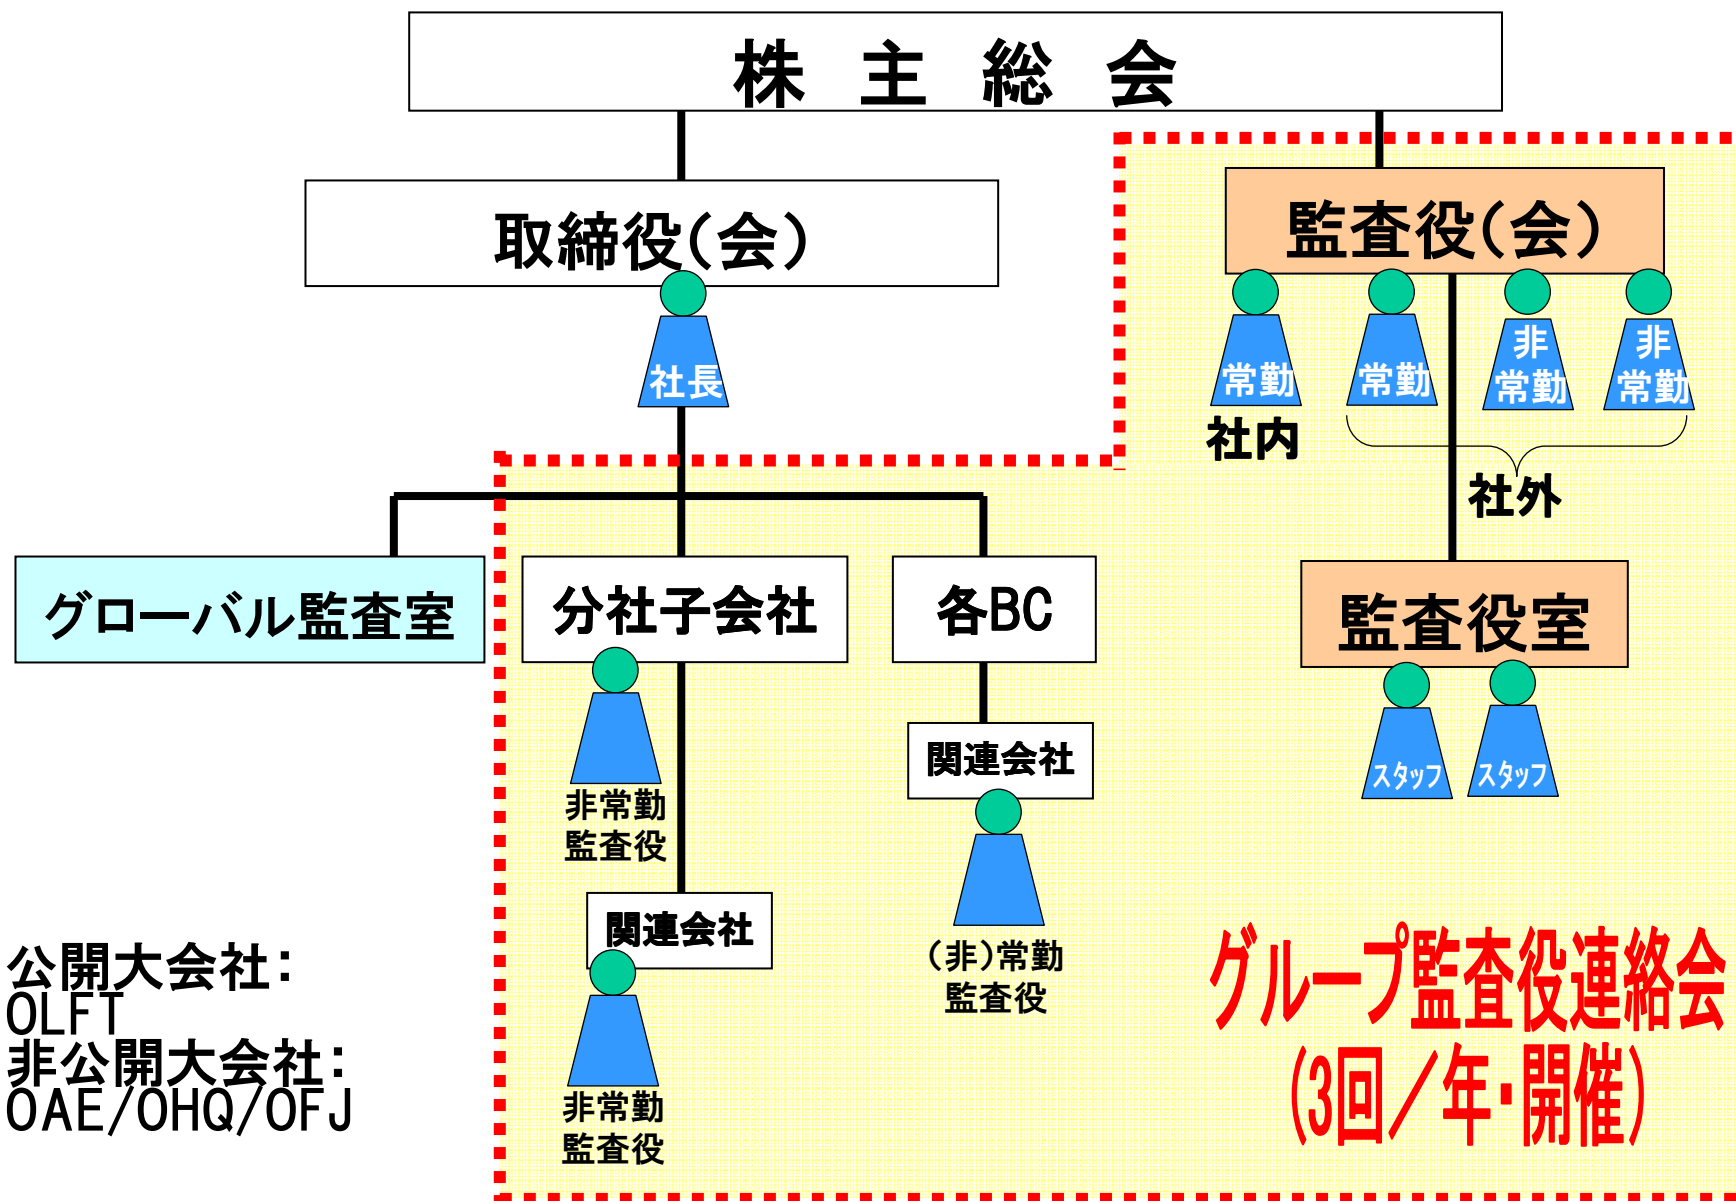 株 主 総 会
取締役(会)
監査役(会)
社長
常勤
常勤
非
常勤
非
常勤
社内
社外
グローバル監査室
分社子会社
各BC
監査役室
関連会社
スタッフ
スタッフ
非常勤
監査役
関連会社
(非)常勤
監査役
非常勤
監査役
公開大会社:
OLFT
非公開大会社:
OAE/OHQ/OFJ
グループ監査役連絡会
(3回/年・開催)